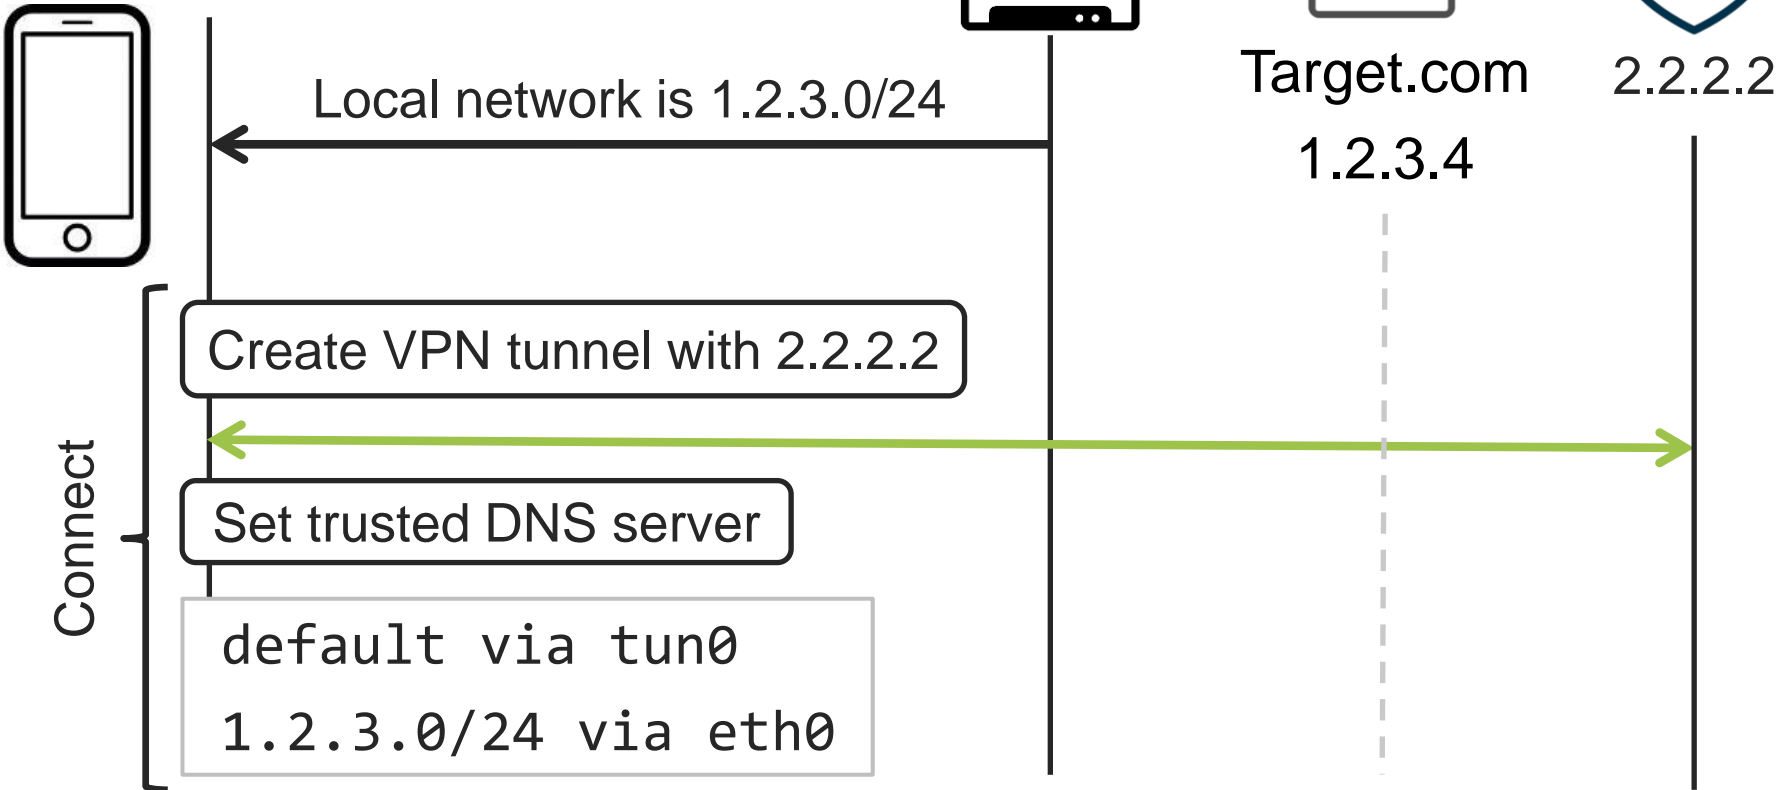 Local network is 1.2.3.0/24
Target.com
1.2.3.4
2.2.2.2
Connect
Create VPN tunnel with 2.2.2.2
Set trusted DNS server
default via tun0
1.2.3.0/24 via eth0